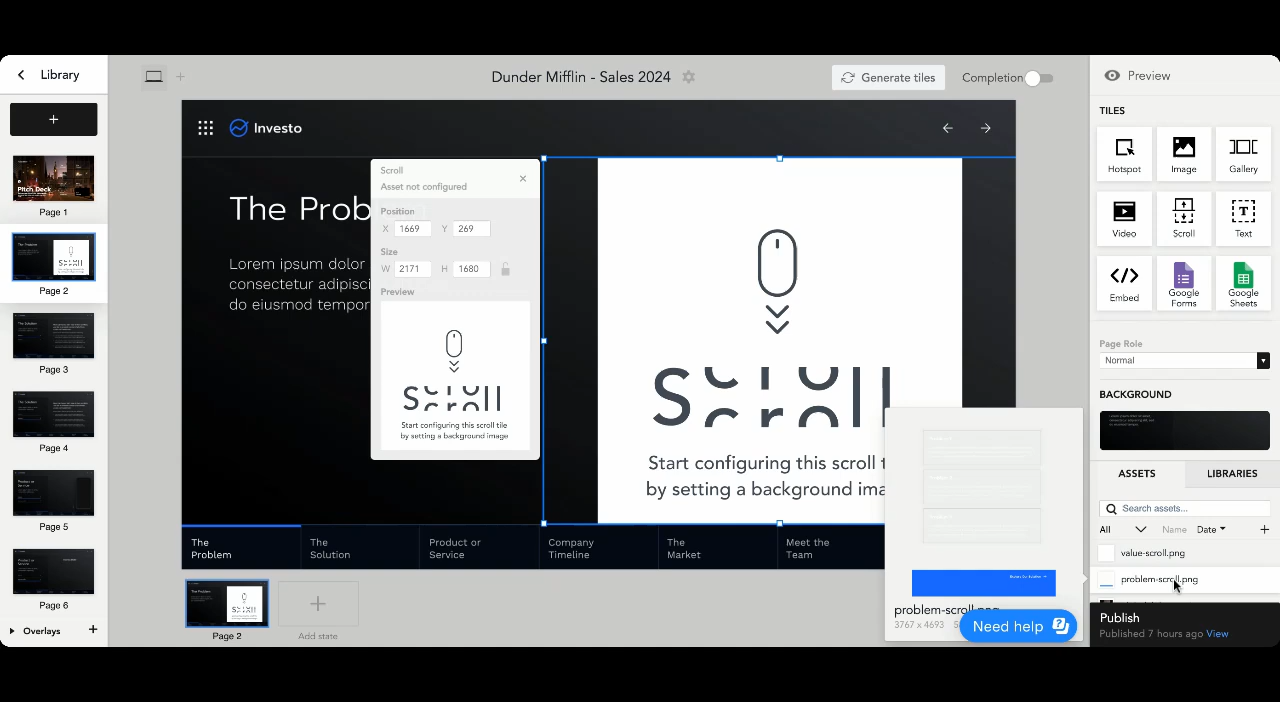 Library
Dunder Mifflin - Sales 2024
Generate tiles
Completion
Preview
+
Pitch Deck
Page 1
Page 2
Page 3
Page 4
Page 5
Page 6
Overlays +
Investo
The Prob
Lorem ipsum dolor
consectetur adipisci
do eiusmod tempor
Scroll
Asset not configured
Position
X 1669 Y 269
Size
W 2171 H 1680
Preview
Scroll
Start configuring this scroll tile
by setting a background image
Scroll
Start configuring this scroll t
by setting a background ima
The
Problem
The
Solution
Product or
Service
Company
Timeline
The
Market
Meet the
Team
Page 2
Add state
problem-scroll.png
3767 x 4693
Need help
TILES
Hotspot
Image
Gallery
Video
Scroll
Text
Embed
Google
Forms
Google
Sheets
Page Role
Normal
BACKGROUND
ASSETS
LIBRARIES
Search assets...
All
Name
Date
+
problem-scroll.png
Publish
Published 7 hours ago View